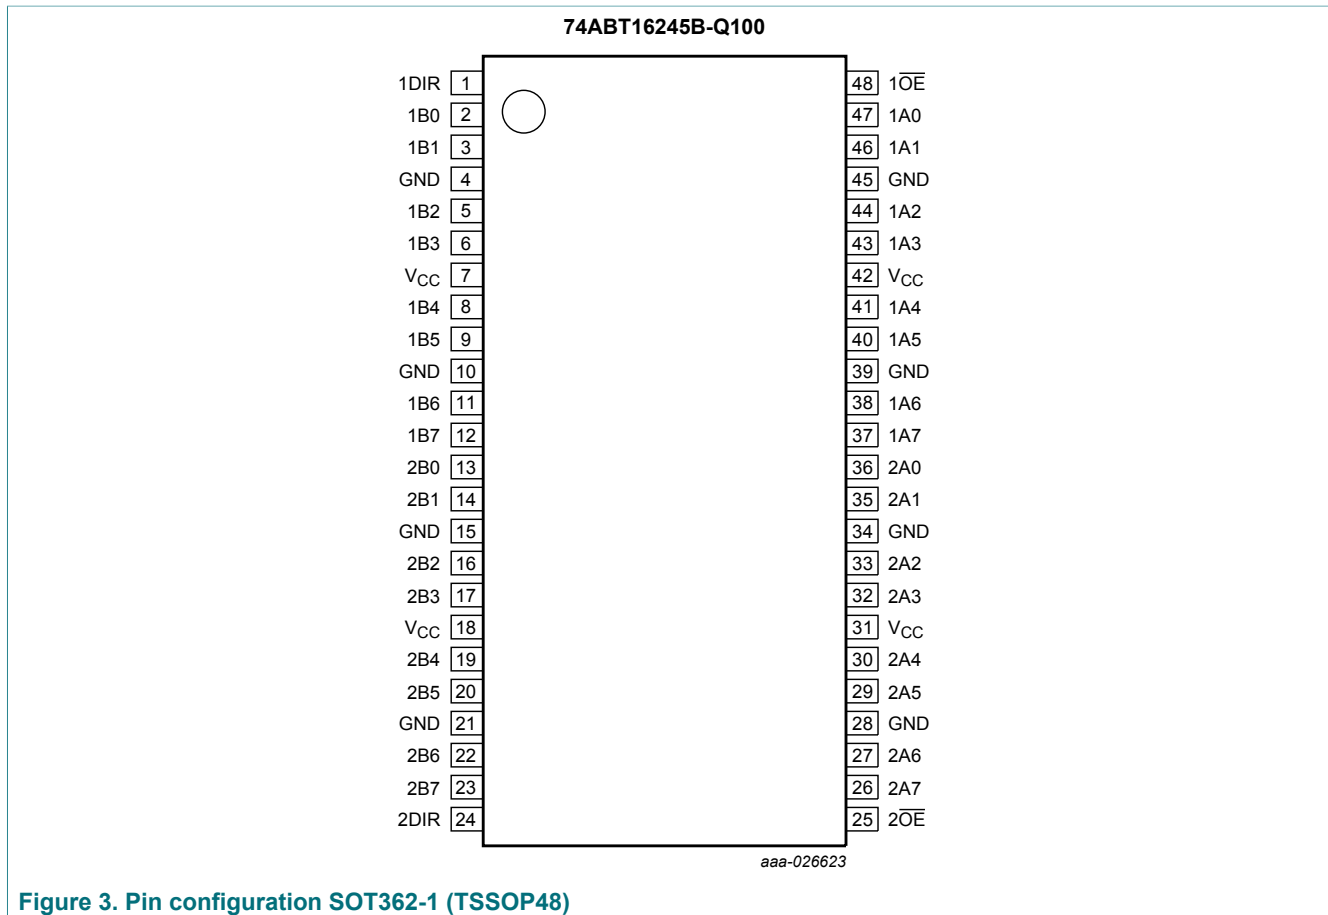 74ABT16245B-Q100
1DIR 1 48 1O̅E̅
1B0 2 47 1A0
1B1 3 46 1A1
GND 4 45 GND
1B2 5 44 1A2
1B3 6 43 1A3
VCC 7 42 VCC
1B4 8 41 1A4
1B5 9 40 1A5
GND 10 39 GND
1B6 11 38 1A6
1B7 12 37 1A7
2B0 13 36 2A0
2B1 14 35 2A1
GND 15 34 GND
2B2 16 33 2A2
2B3 17 32 2A3
VCC 18 31 VCC
2B4 19 30 2A4
2B5 20 29 2A5
GND 21 28 GND
2B6 22 27 2A6
2B7 23 26 2A7
2DIR 24 25 2O̅E̅
aaa-026623
Figure 3. Pin configuration SOT362-1 (TSSOP48)